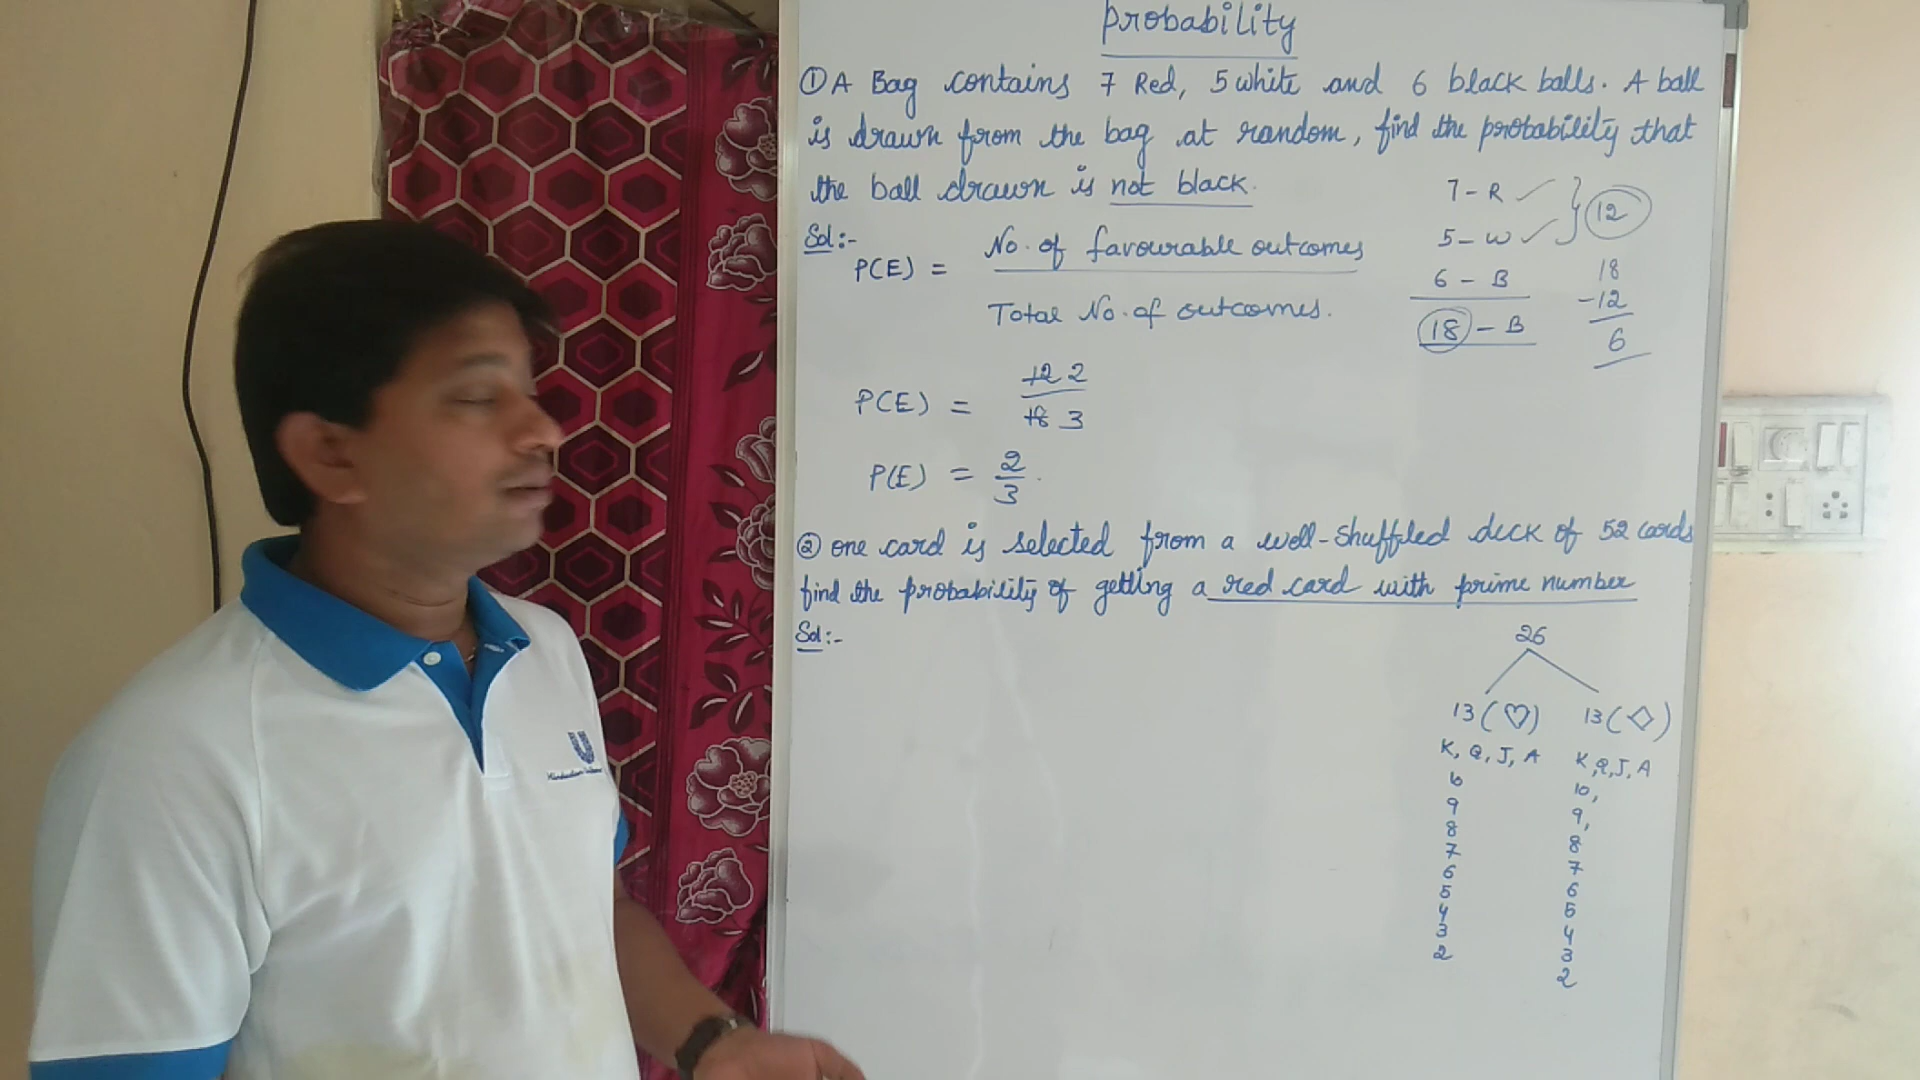 Probability
① A Bag contains 7 Red, 5 white and 6 black balls. A ball
is drawn from the bag at random, find the probability that
the ball drawn is not black.
Sol:-
P(E) = No. of favourable outcomes
Total No. of outcomes.
7 - R ✓
5 - W ✓
} 12
6 - B
18 - B
18
-12
6
P(E) = 12 2
18 3
P(E) = 2
3.
② one card is selected from a well-shuffled deck of 52 cards
find the probability of getting a red card with prime number
Sol:-
26
13 (♡) 13 (◇)
K, Q, J, A K, Q, J, A
10 10,
9 9,
8 8
7 7
6 6
5 5
4 4
3 3
2 2
U
Hindustan